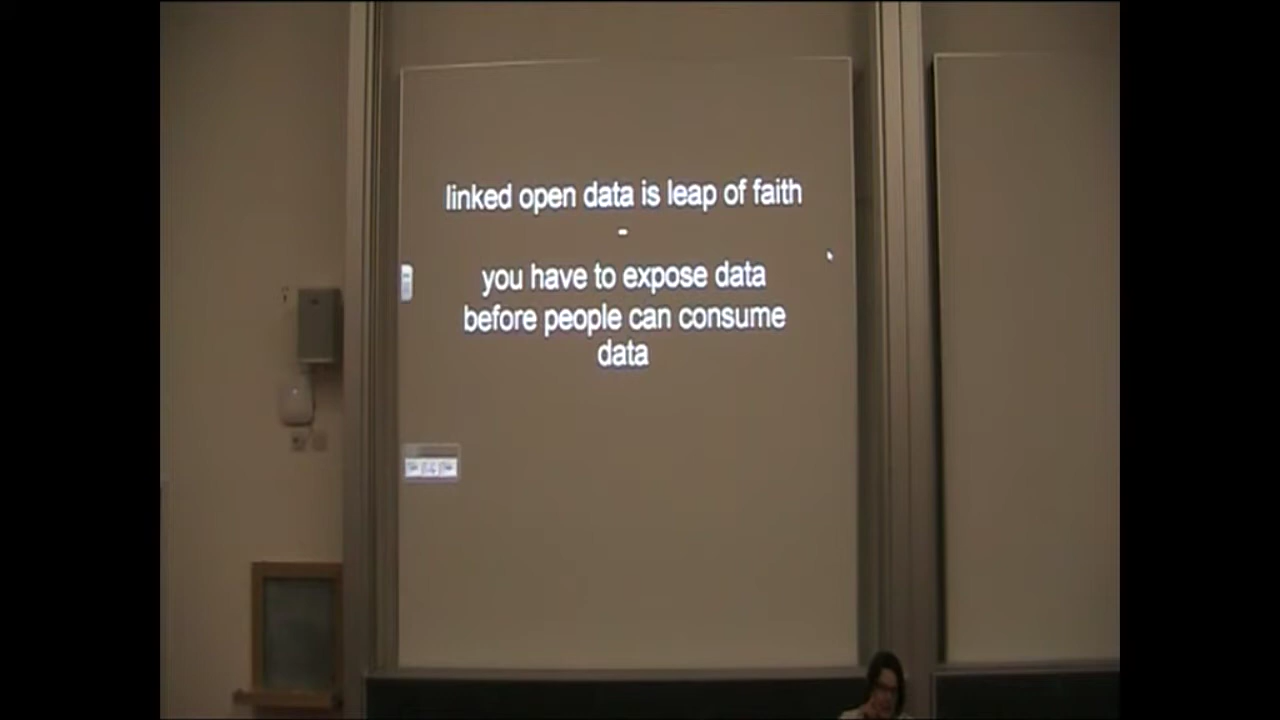 linked open data is leap of faith
-
you have to expose data
before people can consume
data